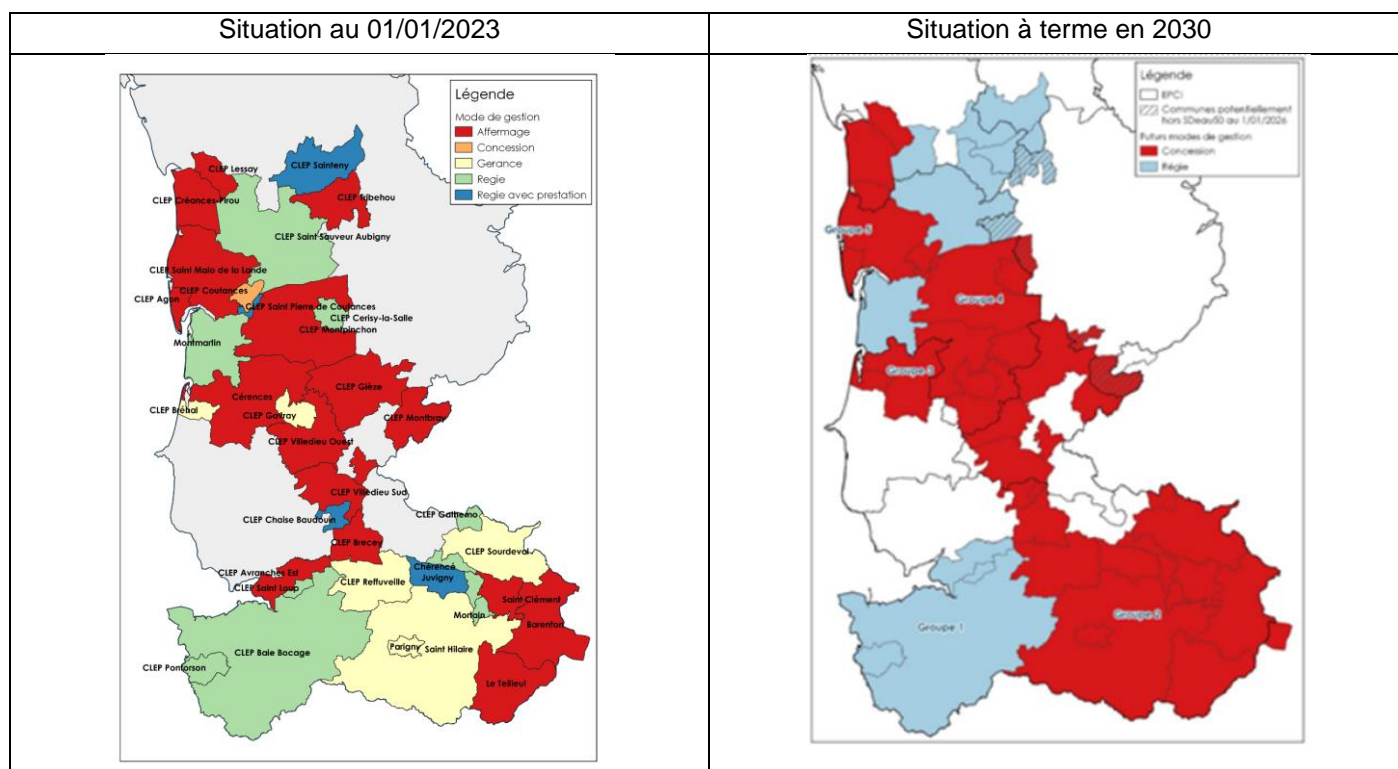 Situation au 01/01/2023
Situation à terme en 2030
Légende
Mode de gestion
Affermage
Concession
Gerance
Regie
Regie avec prestation
CLEP Sainteny
CLEP Lessay
CLEP Tribehou
CLEP Créances-Pirou
CLEP Saint Sauveur Aubigny
CLEP Saint Malo de la Lande
CLEP Coutances
CLEP Agon
CLEP Saint Pierre de Coutances
CLEP Cerisy-la-Salle
CLEP Montpinchon
Montmartin
CLEP Gièze
Cérences
CLEP Bréhal
CLEP Gavray
CLEP Montbray
CLEP Villedieu Ouest
CLEP Villedieu Sud
CLEP Chaise Baudouin
CLEP Gathemo
CLEP Brecey
CLEP Sourdeval
CLEP Avranches Est
Chérencé
CLEP Reffuveille
Juvigny
CLEP Saint Loup
Saint Clément
Mortain
Barenton
Parigny
CLEP Baie Bocage
Saint Hilaire
CLEP Pontorson
Le Teilleul
Légende
EPCI
Communes potentiellement
hors SDeau50 au 1/01/2026
Futurs modes de gestion
Concession
Régie
Groupe-5
Groupe-4
Groupe-3
Groupe-1
Groupe-2